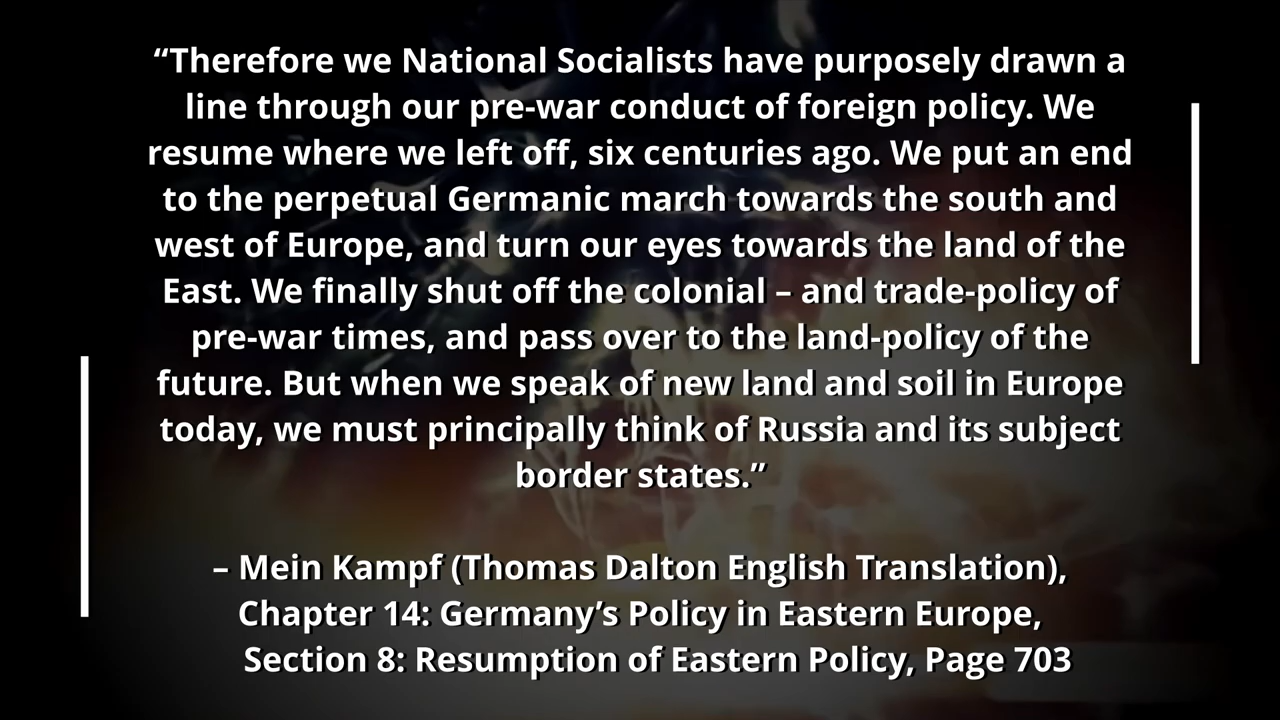 “Therefore we National Socialists have purposely drawn a
line through our pre-war conduct of foreign policy. We
resume where we left off, six centuries ago. We put an end
to the perpetual Germanic march towards the south and
west of Europe, and turn our eyes towards the land of the
East. We finally shut off the colonial – and trade-policy of
pre-war times, and pass over to the land-policy of the
future. But when we speak of new land and soil in Europe
today, we must principally think of Russia and its subject
border states.”
– Mein Kampf (Thomas Dalton English Translation),
Chapter 14: Germany’s Policy in Eastern Europe,
Section 8: Resumption of Eastern Policy, Page 703